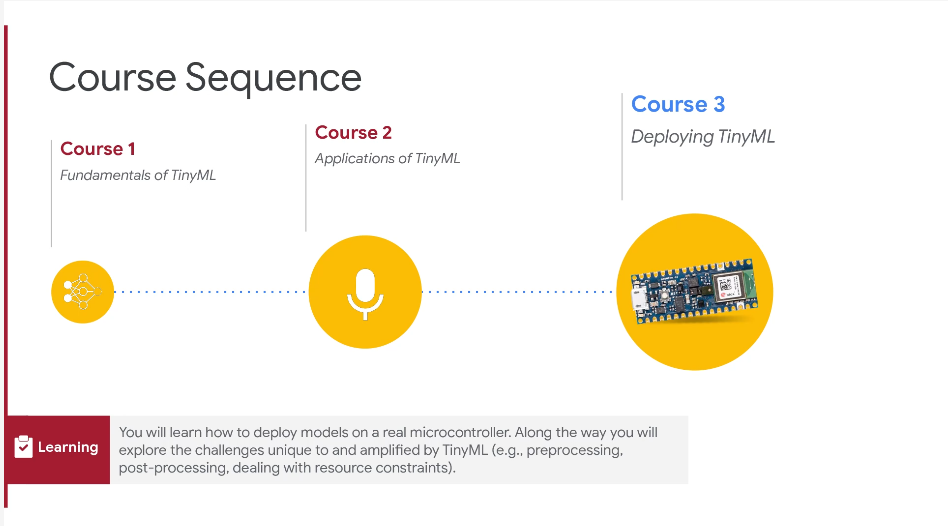 Course Sequence
Course 1
Fundamentals of TinyML
Course 2
Applications of TinyML
Course 3
Deploying TinyML
Learning
You will learn how to deploy models on a real microcontroller. Along the way you will
explore the challenges unique to and amplified by TinyML (e.g., preprocessing,
post-processing, dealing with resource constraints).